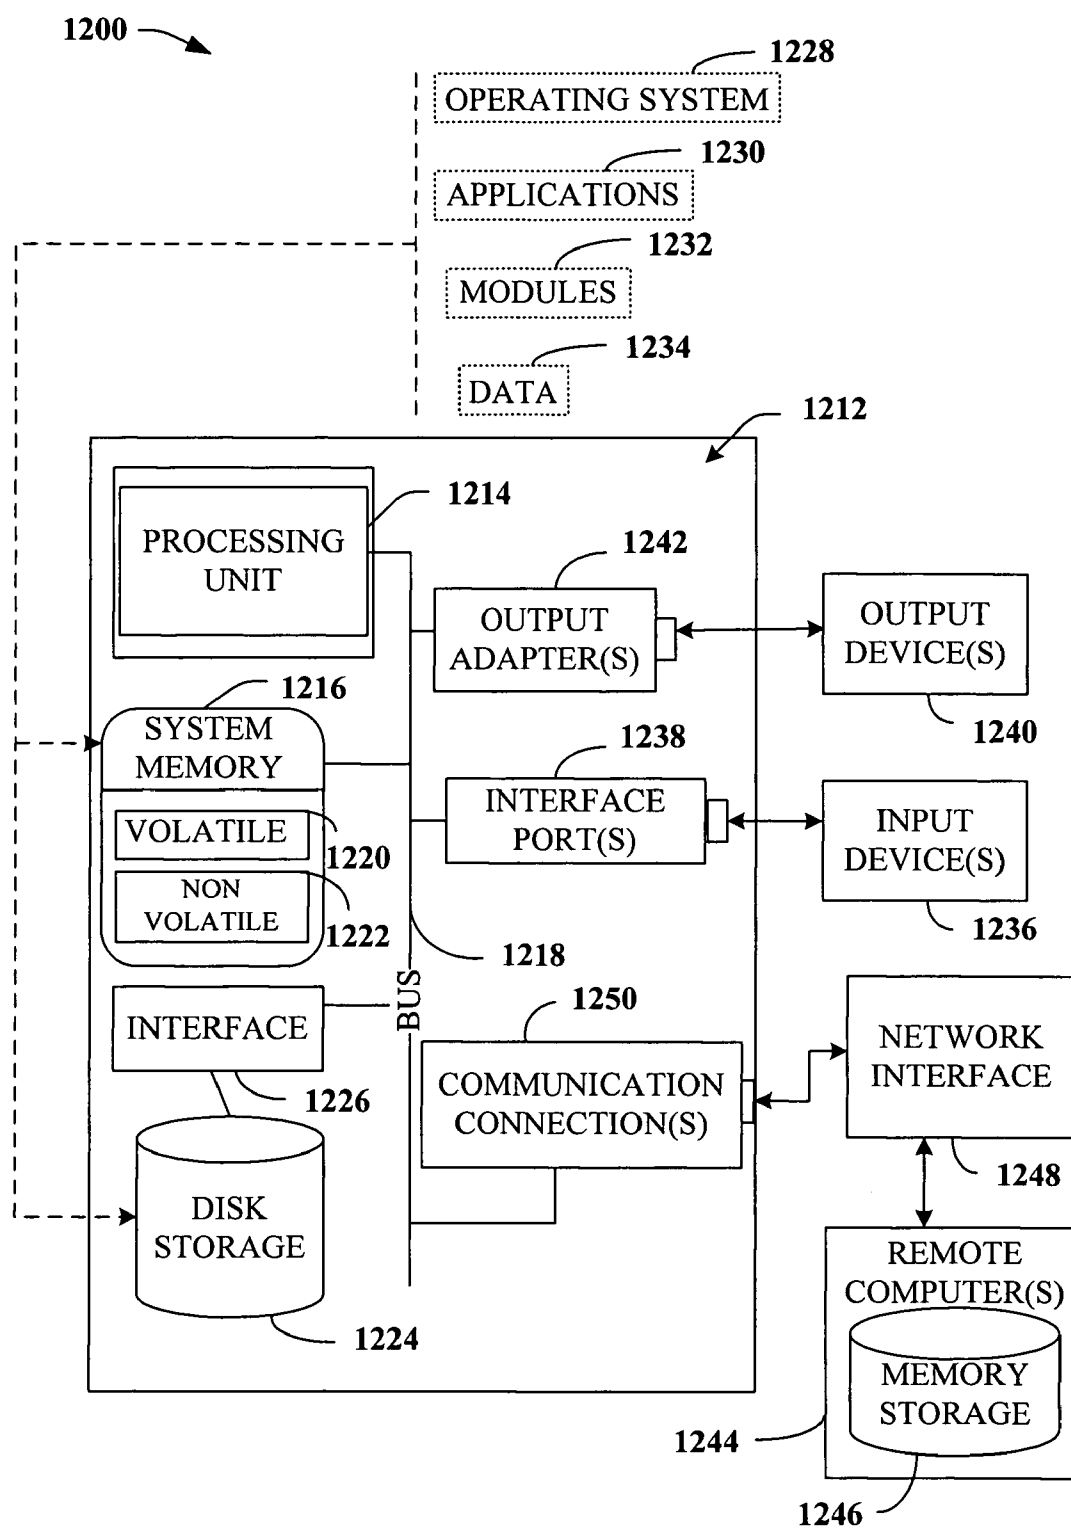 1200
1228
OPERATING SYSTEM
1230
APPLICATIONS
1232
MODULES
1234
DATA
1212
1214
PROCESSING
UNIT
1242
OUTPUT
ADAPTER(S)
OUTPUT
DEVICE(S)
1240
1216
SYSTEM
MEMORY
1238
INTERFACE
PORT(S)
INPUT
DEVICE(S)
1236
VOLATILE
1220
NON
VOLATILE
1222
1218
BUS
INTERFACE
1226
1250
COMMUNICATION
CONNECTION(S)
NETWORK
INTERFACE
1248
DISK
STORAGE
1224
REMOTE
COMPUTER(S)
MEMORY
STORAGE
1244
1246